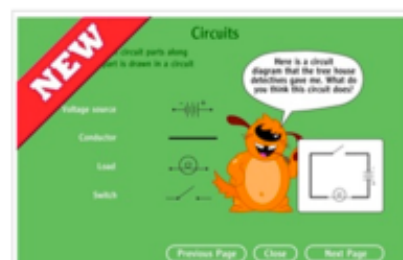 NEW
Circuits
circuit parts along
part is drawn in a circuit
Here is a circuit
diagram that the tree house
detectives gave me. What do
you think this circuit does?
Voltage source
Conductor
Load
Switch
Previous Page
Close
Next Page